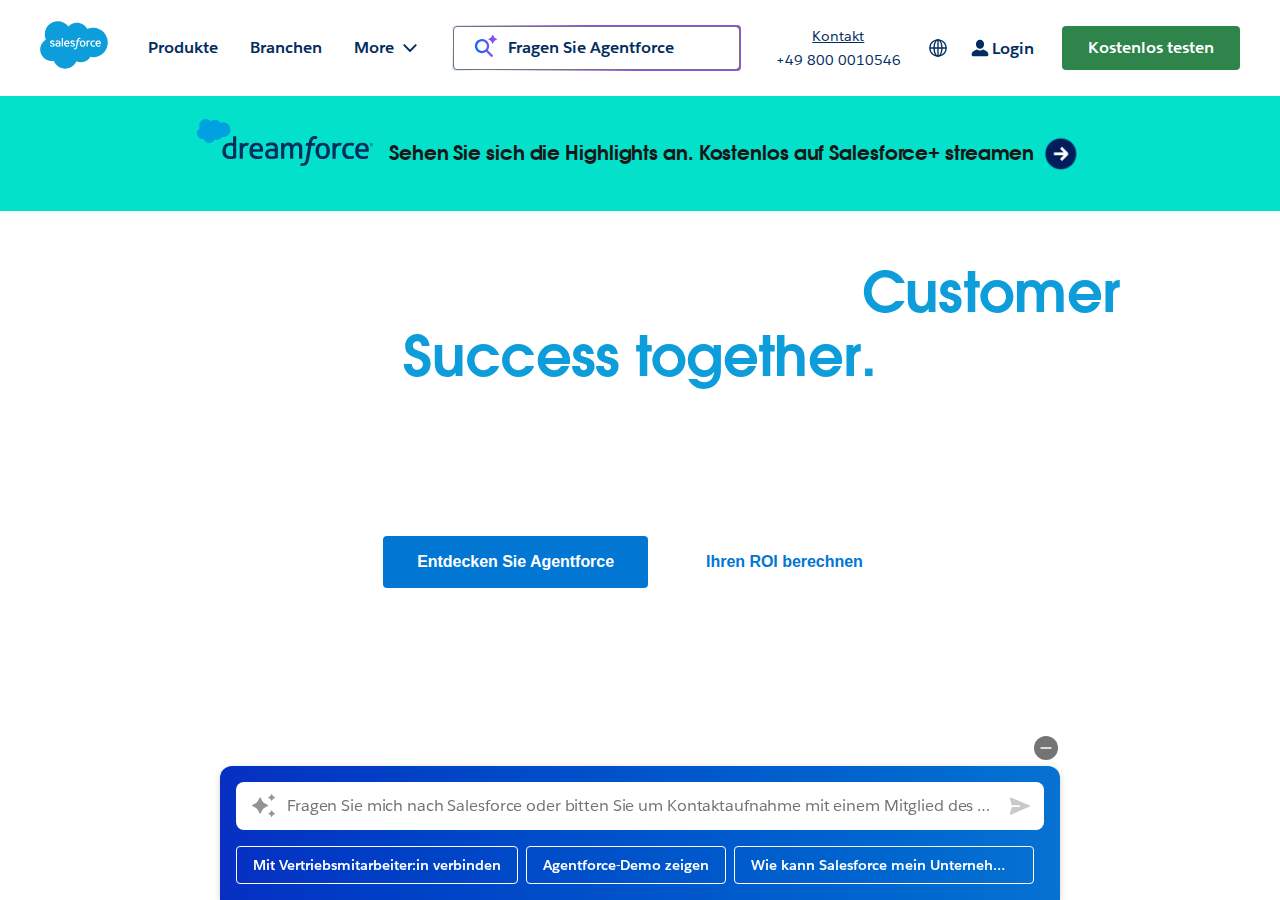 salesforce
Produkte
Branchen
More
Fragen Sie Agentforce
Kontakt
+49 800 0010546
Login
Kostenlos testen
dreamforce
Sehen Sie sich die Highlights an. Kostenlos auf Salesforce+ streamen
Customer
Success together.
Entdecken Sie Agentforce
Ihren ROI berechnen
Fragen Sie mich nach Salesforce oder bitten Sie um Kontaktaufnahme mit einem Mitglied des ...
Mit Vertriebsmitarbeiter:in verbinden
Agentforce-Demo zeigen
Wie kann Salesforce mein Unterneh...